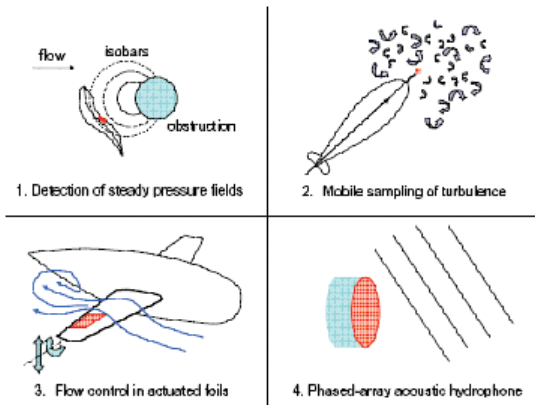 flow
isobars
obstruction
1. Detection of steady pressure fields
2. Mobile sampling of turbulence
3. Flow control in actuated foils
4. Phased-array acoustic hydrophone